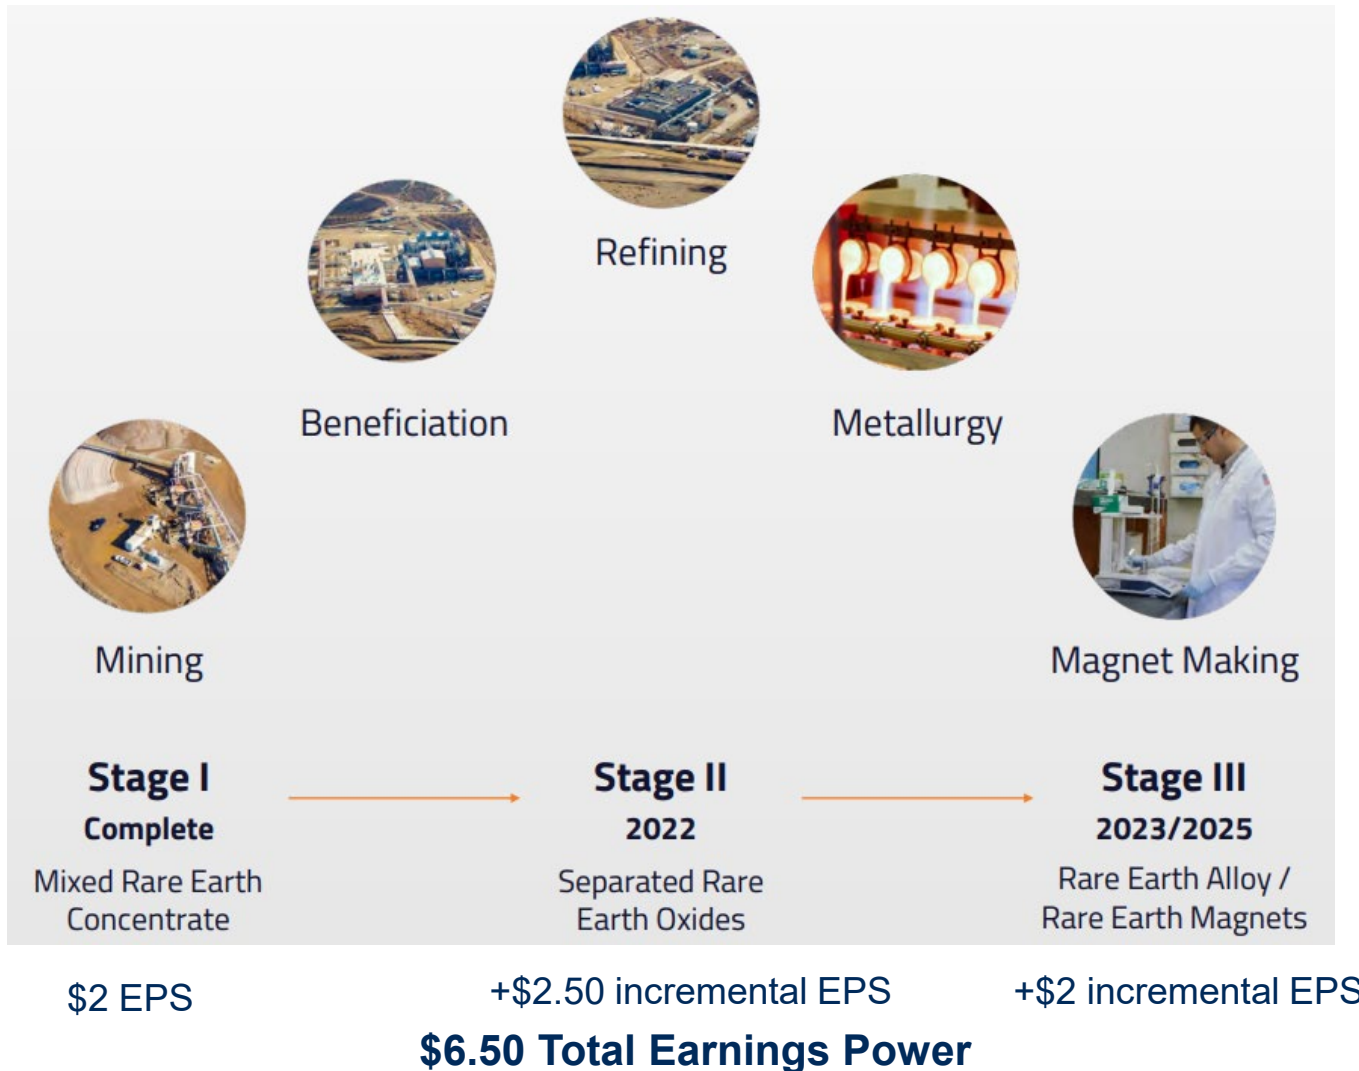 Refining
Beneficiation
Metallurgy
Mining
Magnet Making
Stage I
Complete
Mixed Rare Earth
Concentrate
Stage II
2022
Separated Rare
Earth Oxides
Stage III
2023/2025
Rare Earth Alloy /
Rare Earth Magnets
$2 EPS
+$2.50 incremental EPS
+$2 incremental EPS
$6.50 Total Earnings Power